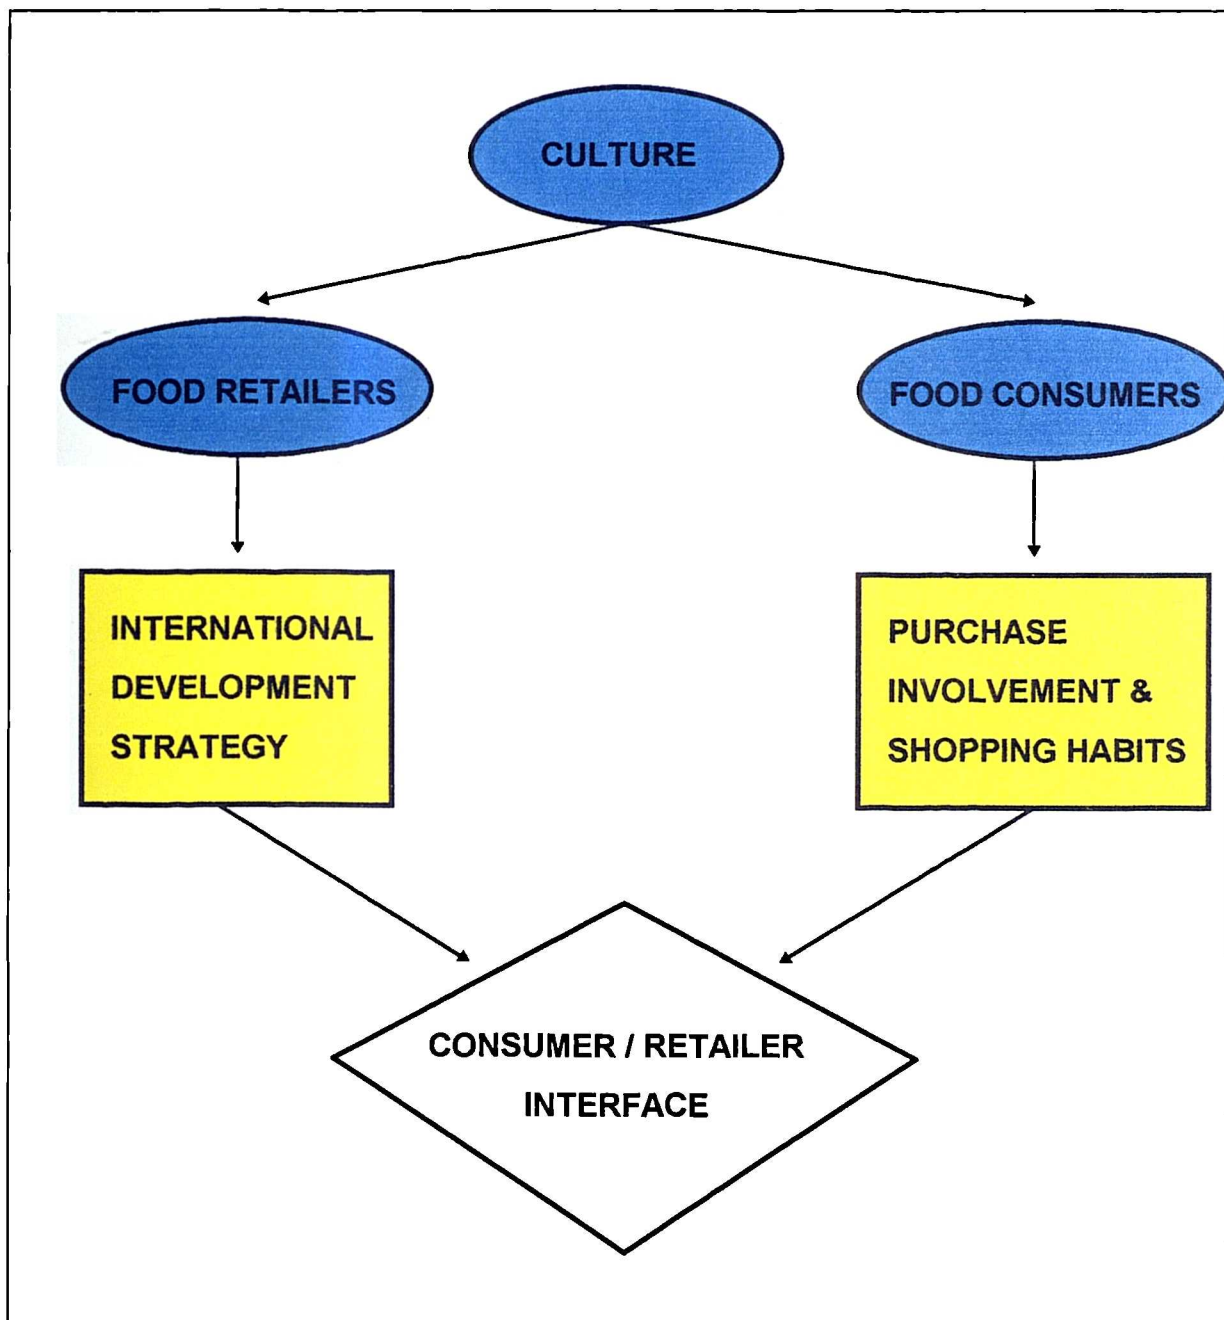 CULTURE
FOOD RETAILERS
FOOD CONSUMERS
INTERNATIONAL
DEVELOPMENT
STRATEGY
PURCHASE
INVOLVEMENT &
SHOPPING HABITS
CONSUMER / RETAILER
INTERFACE